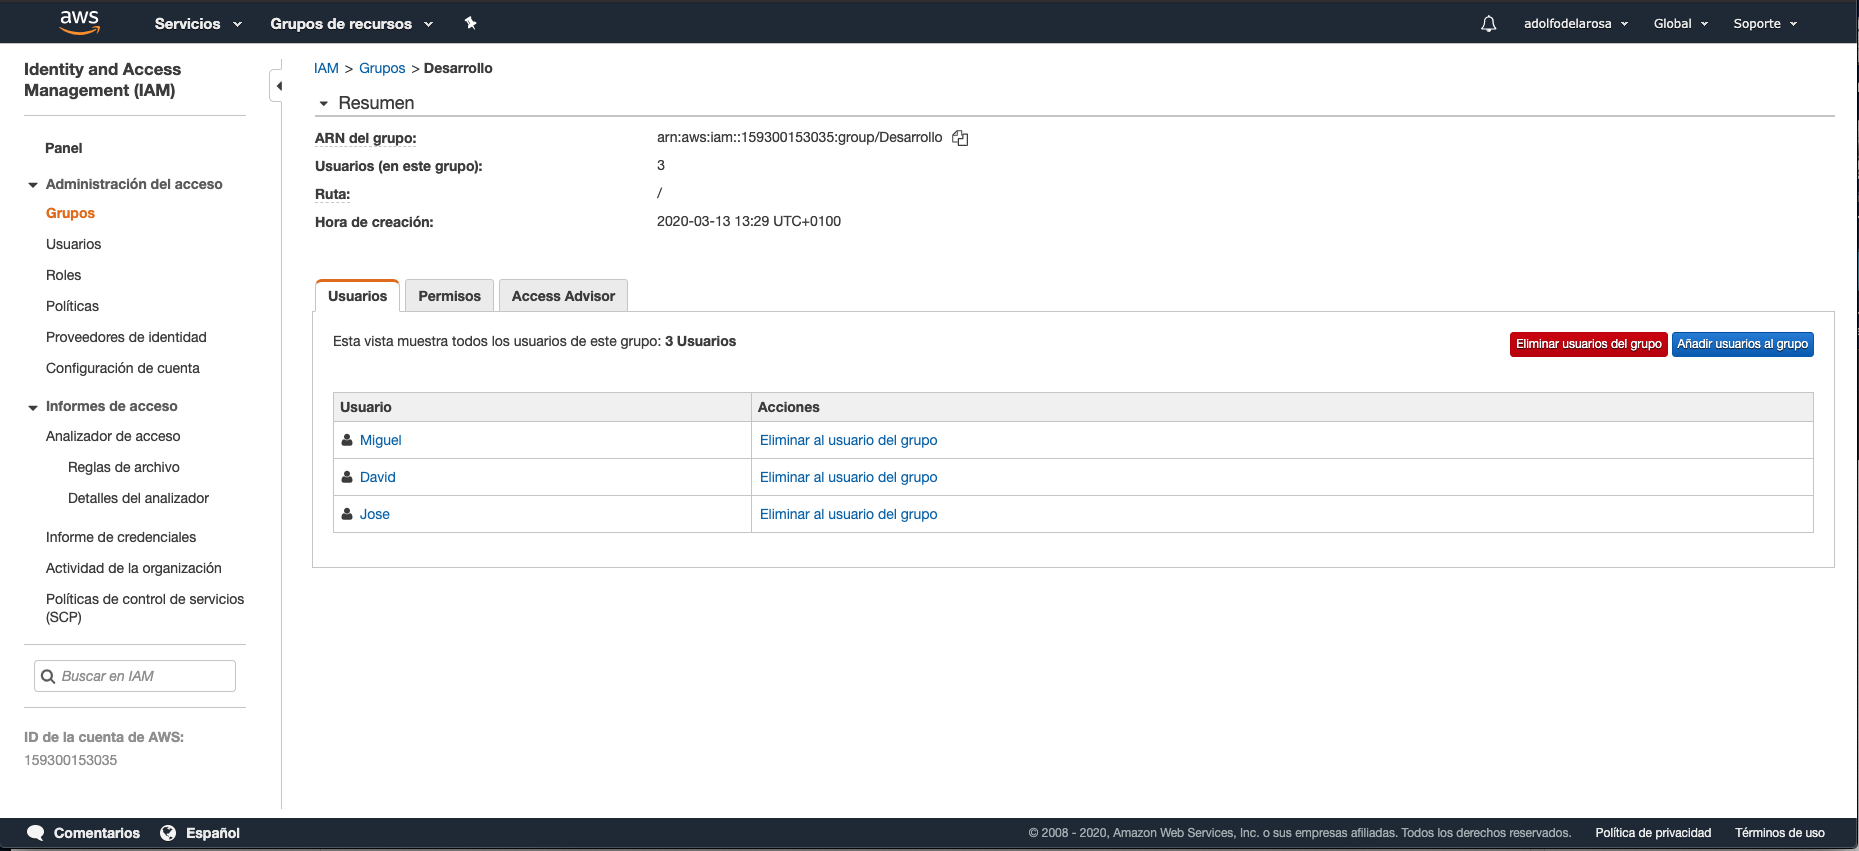 aws Servicios Grupos de recursos adolfodelarosa Global Soporte
Identity and Access
Management (IAM)
Panel
Administración del acceso
Grupos
Usuarios
Roles
Políticas
Proveedores de identidad
Configuración de cuenta
Informes de acceso
Analizador de acceso
Reglas de archivo
Detalles del analizador
Informe de credenciales
Actividad de la organización
Políticas de control de servicios
(SCP)
Buscar en IAM
ID de la cuenta de AWS:
159300153035
IAM > Grupos > Desarrollo
Resumen
ARN del grupo: arn:aws:iam::159300153035:group/Desarrollo
Usuarios (en este grupo): 3
Ruta: /
Hora de creación: 2020-03-13 13:29 UTC+0100
Usuarios Permisos Access Advisor
Esta vista muestra todos los usuarios de este grupo: 3 Usuarios
Eliminar usuarios del grupo Añadir usuarios al grupo
Usuario Acciones
Miguel Eliminar al usuario del grupo
David Eliminar al usuario del grupo
Jose Eliminar al usuario del grupo
Comentarios Español © 2008 - 2020, Amazon Web Services, Inc. o sus empresas afiliadas. Todos los derechos reservados. Política de privacidad Términos de uso